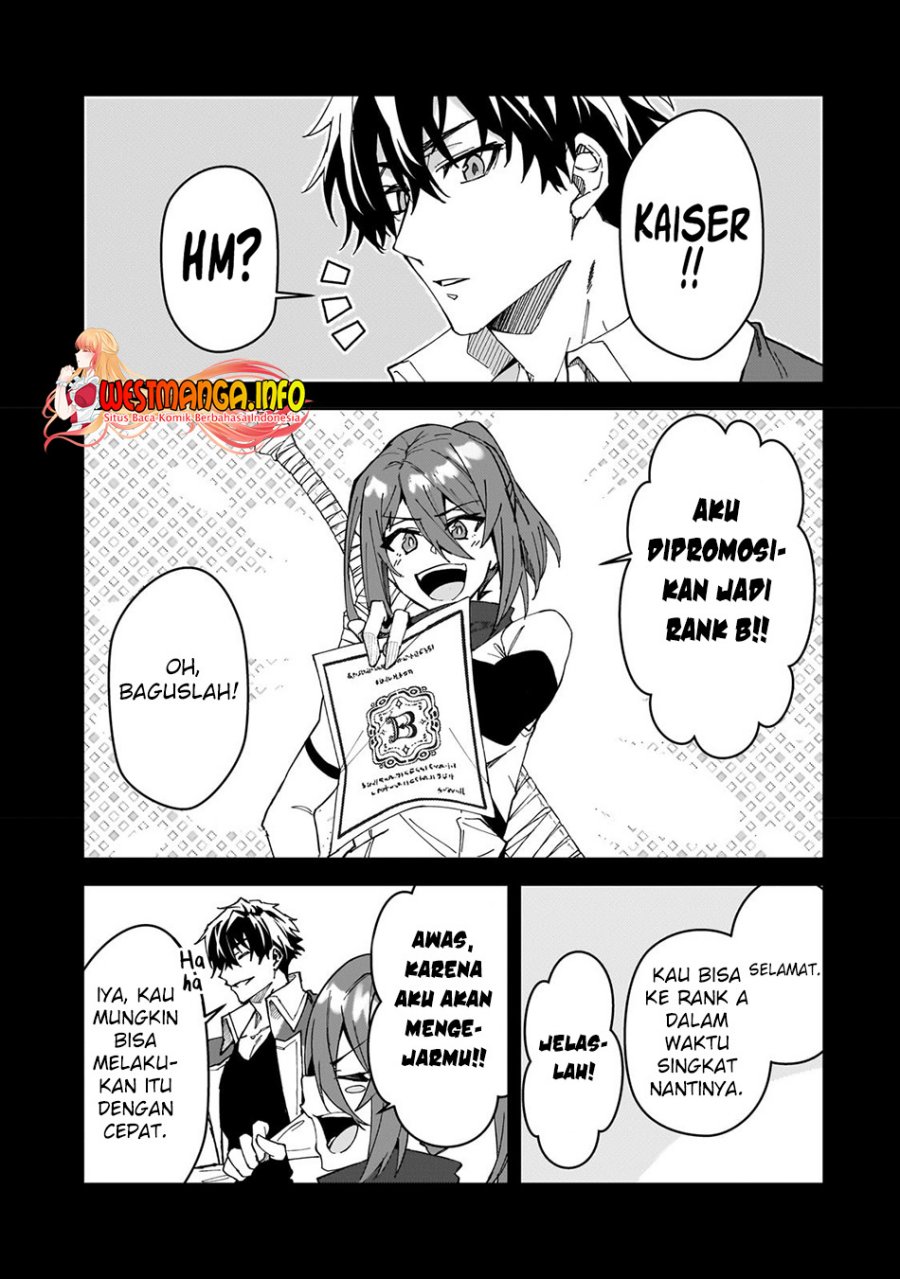 KAISER
!!
HM?
WESTMANGA.INFO
Situs Baca Komik Berbahasa Indonesia
AKU
DIPROMOSI-
KAN JADI
RANK B!!
OH,
BAGUSLAH!
B
SELAMAT.
KAU BISA
KE RANK A
DALAM
WAKTU
SINGKAT
NANTINYA.
JELAS-
LAH!
AWAS,
KARENA
AKU AKAN
MENGE-
JARMU!!
Ha
ha
IYA, KAU
MUNGKIN
BISA
MELAKU-
KAN ITU
DENGAN
CEPAT.